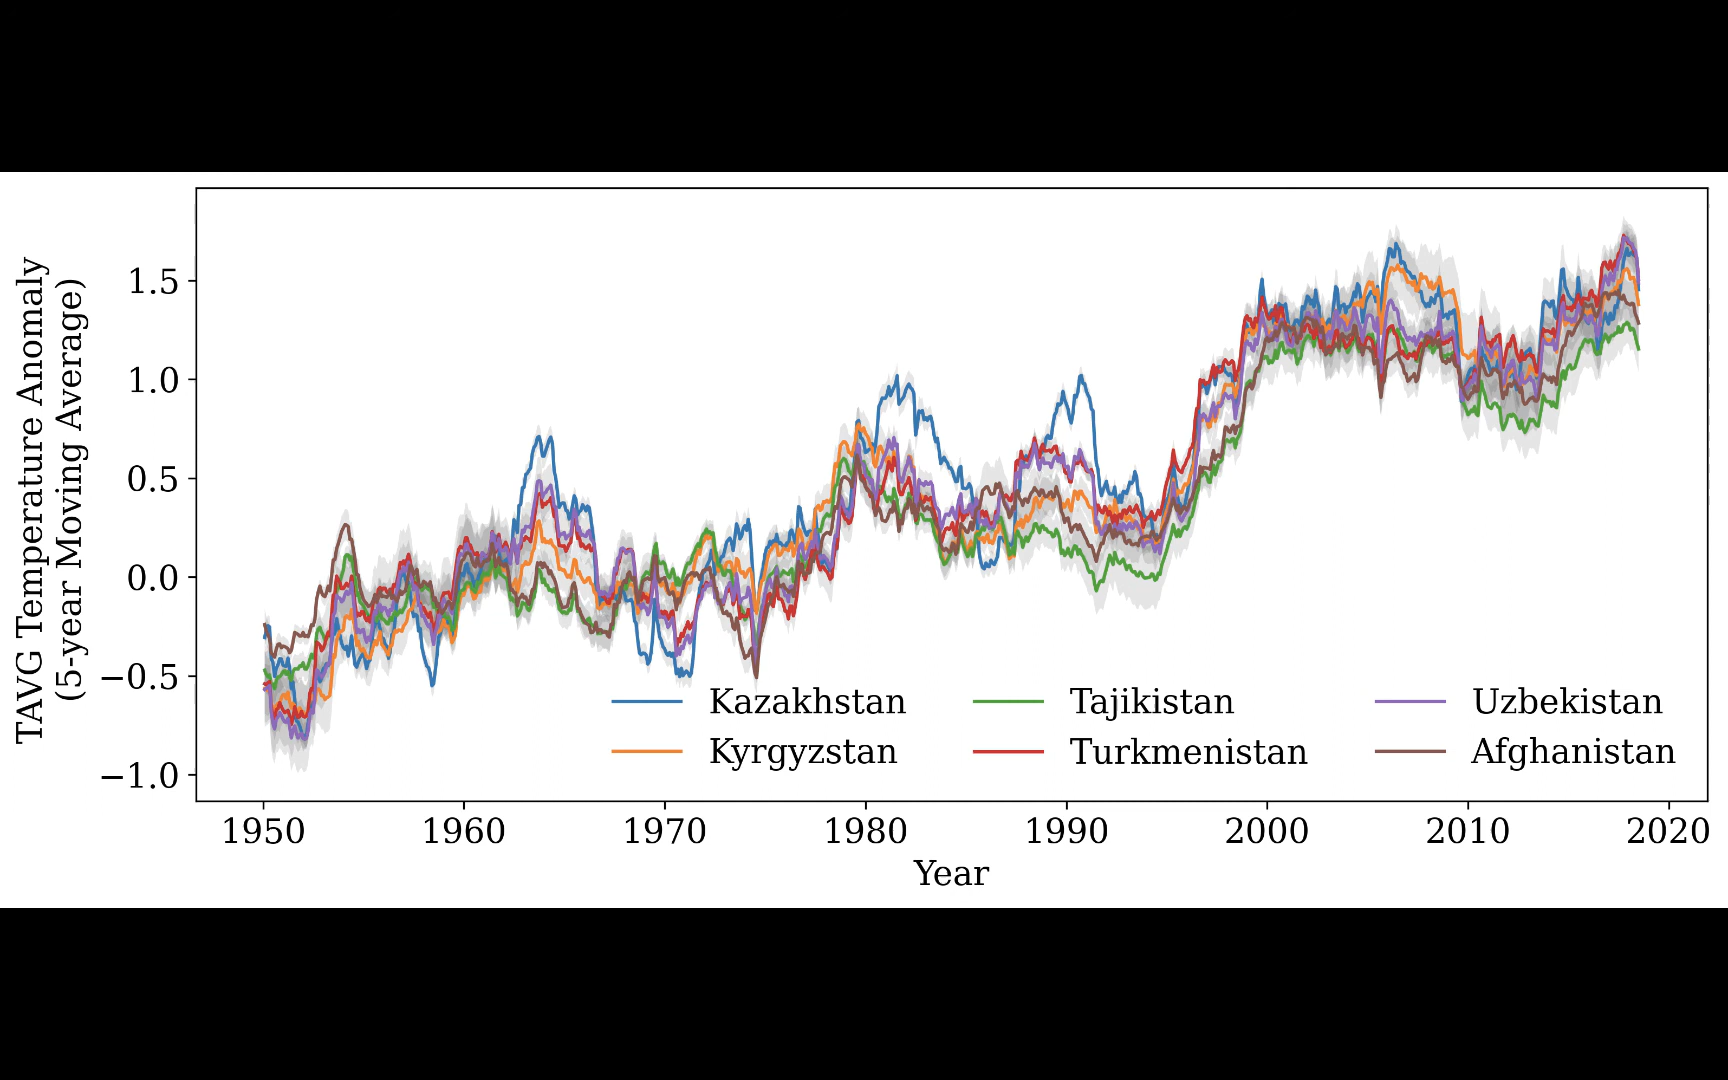 TAVG Temperature Anomaly
(5-year Moving Average)
1.5
1.0
0.5
0.0
−0.5
−1.0
Kazakhstan Tajikistan Uzbekistan
Kyrgyzstan Turkmenistan Afghanistan
1950 1960 1970 1980 1990 2000 2010 2020
Year